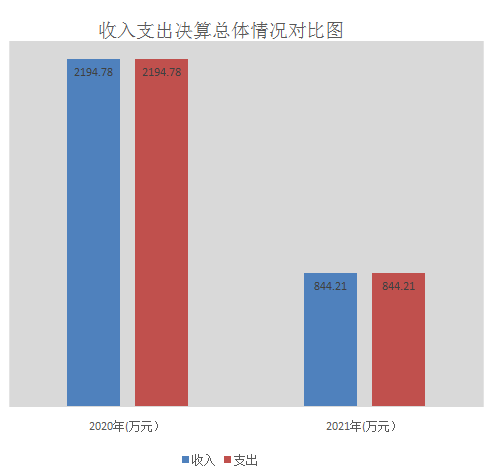 收入支出决算总体情况对比图
2194.78 2194.78
844.21 844.21
2020年(万元） 2021年(万元）
收入 支出